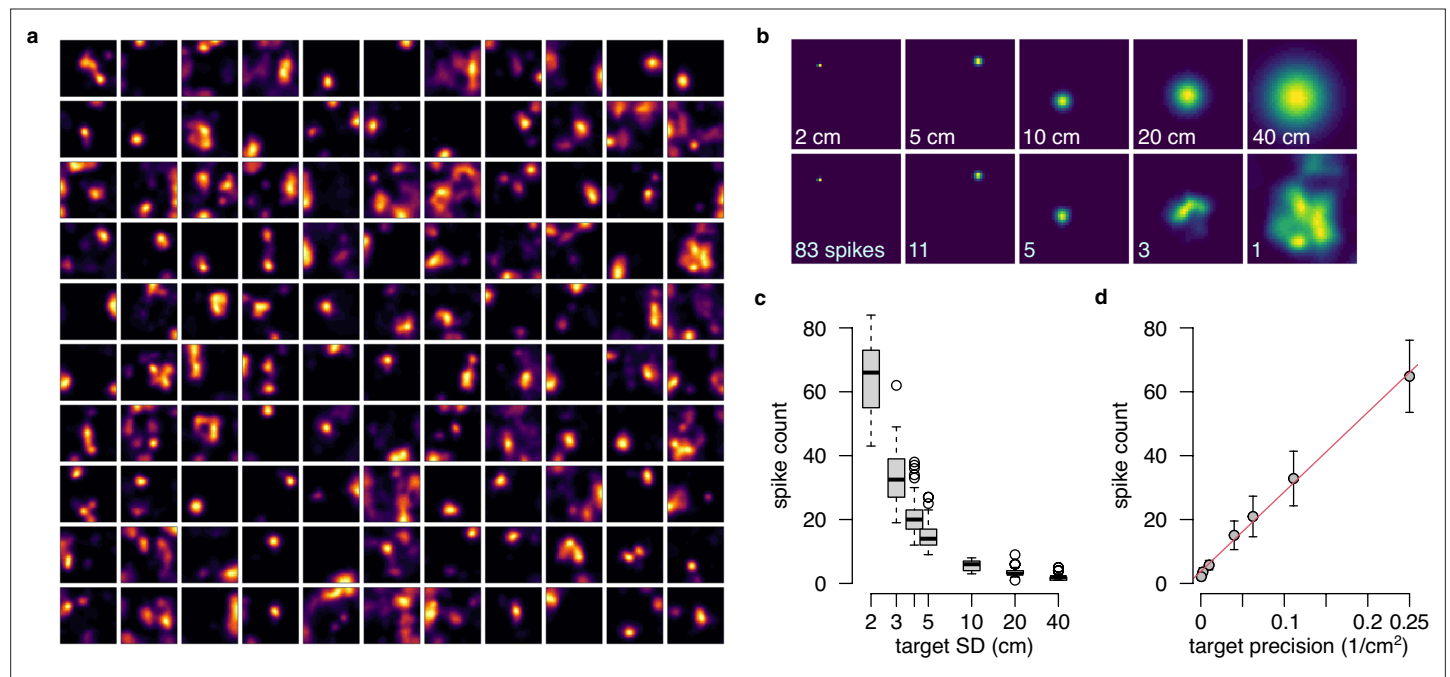 a
b
2 cm
5 cm
10 cm
20 cm
40 cm
83 spikes
11
5
3
1
c
80
60
40
20
0
spike count
2
3
5
10
20
40
target SD (cm)
d
80
60
40
20
0
spike count
0
0.1
0.2
0.25
target precision (1/cm²)